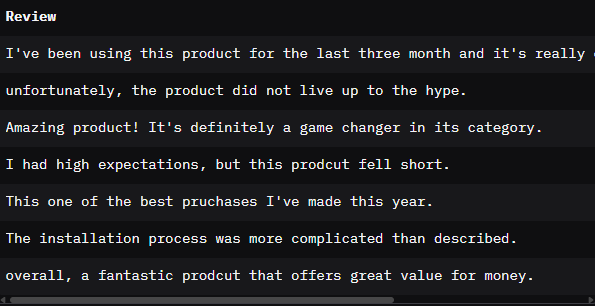 Review
I've been using this product for the last three month and it's really
unfortunately, the product did not live up to the hype.
Amazing product! It's definitely a game changer in its category.
I had high expectations, but this prodcut fell short.
This one of the best pruchases I've made this year.
The installation process was more complicated than described.
overall, a fantastic prodcut that offers great value for money.